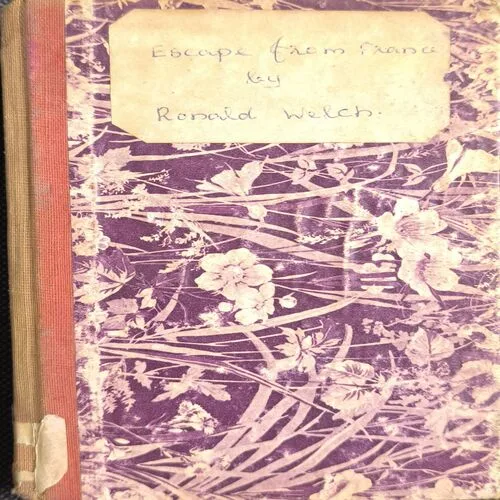 Escape from France
by
Ronald Welch.